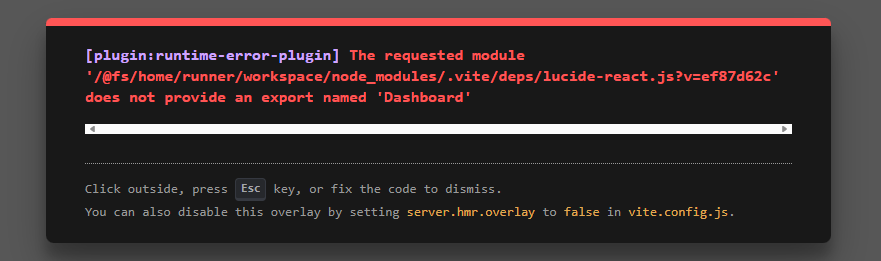 [plugin:runtime-error-plugin] The requested module
'/@fs/home/runner/workspace/node_modules/.vite/deps/lucide-react.js?v=ef87d62c'
does not provide an export named 'Dashboard'
Click outside, press Esc key, or fix the code to dismiss.
You can also disable this overlay by setting server.hmr.overlay to false in vite.config.js.